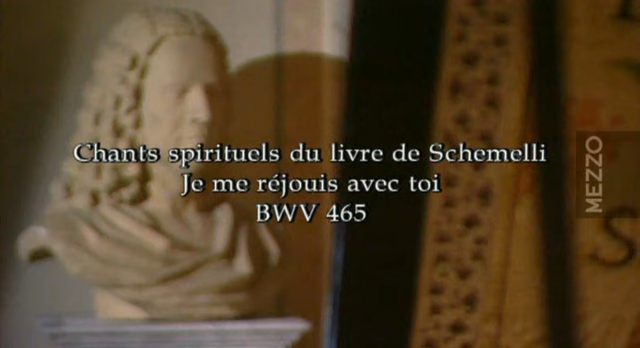 Chants spirituels du livre de Schemelli
Je me réjouis avec toi
BWV 465
MEZZO